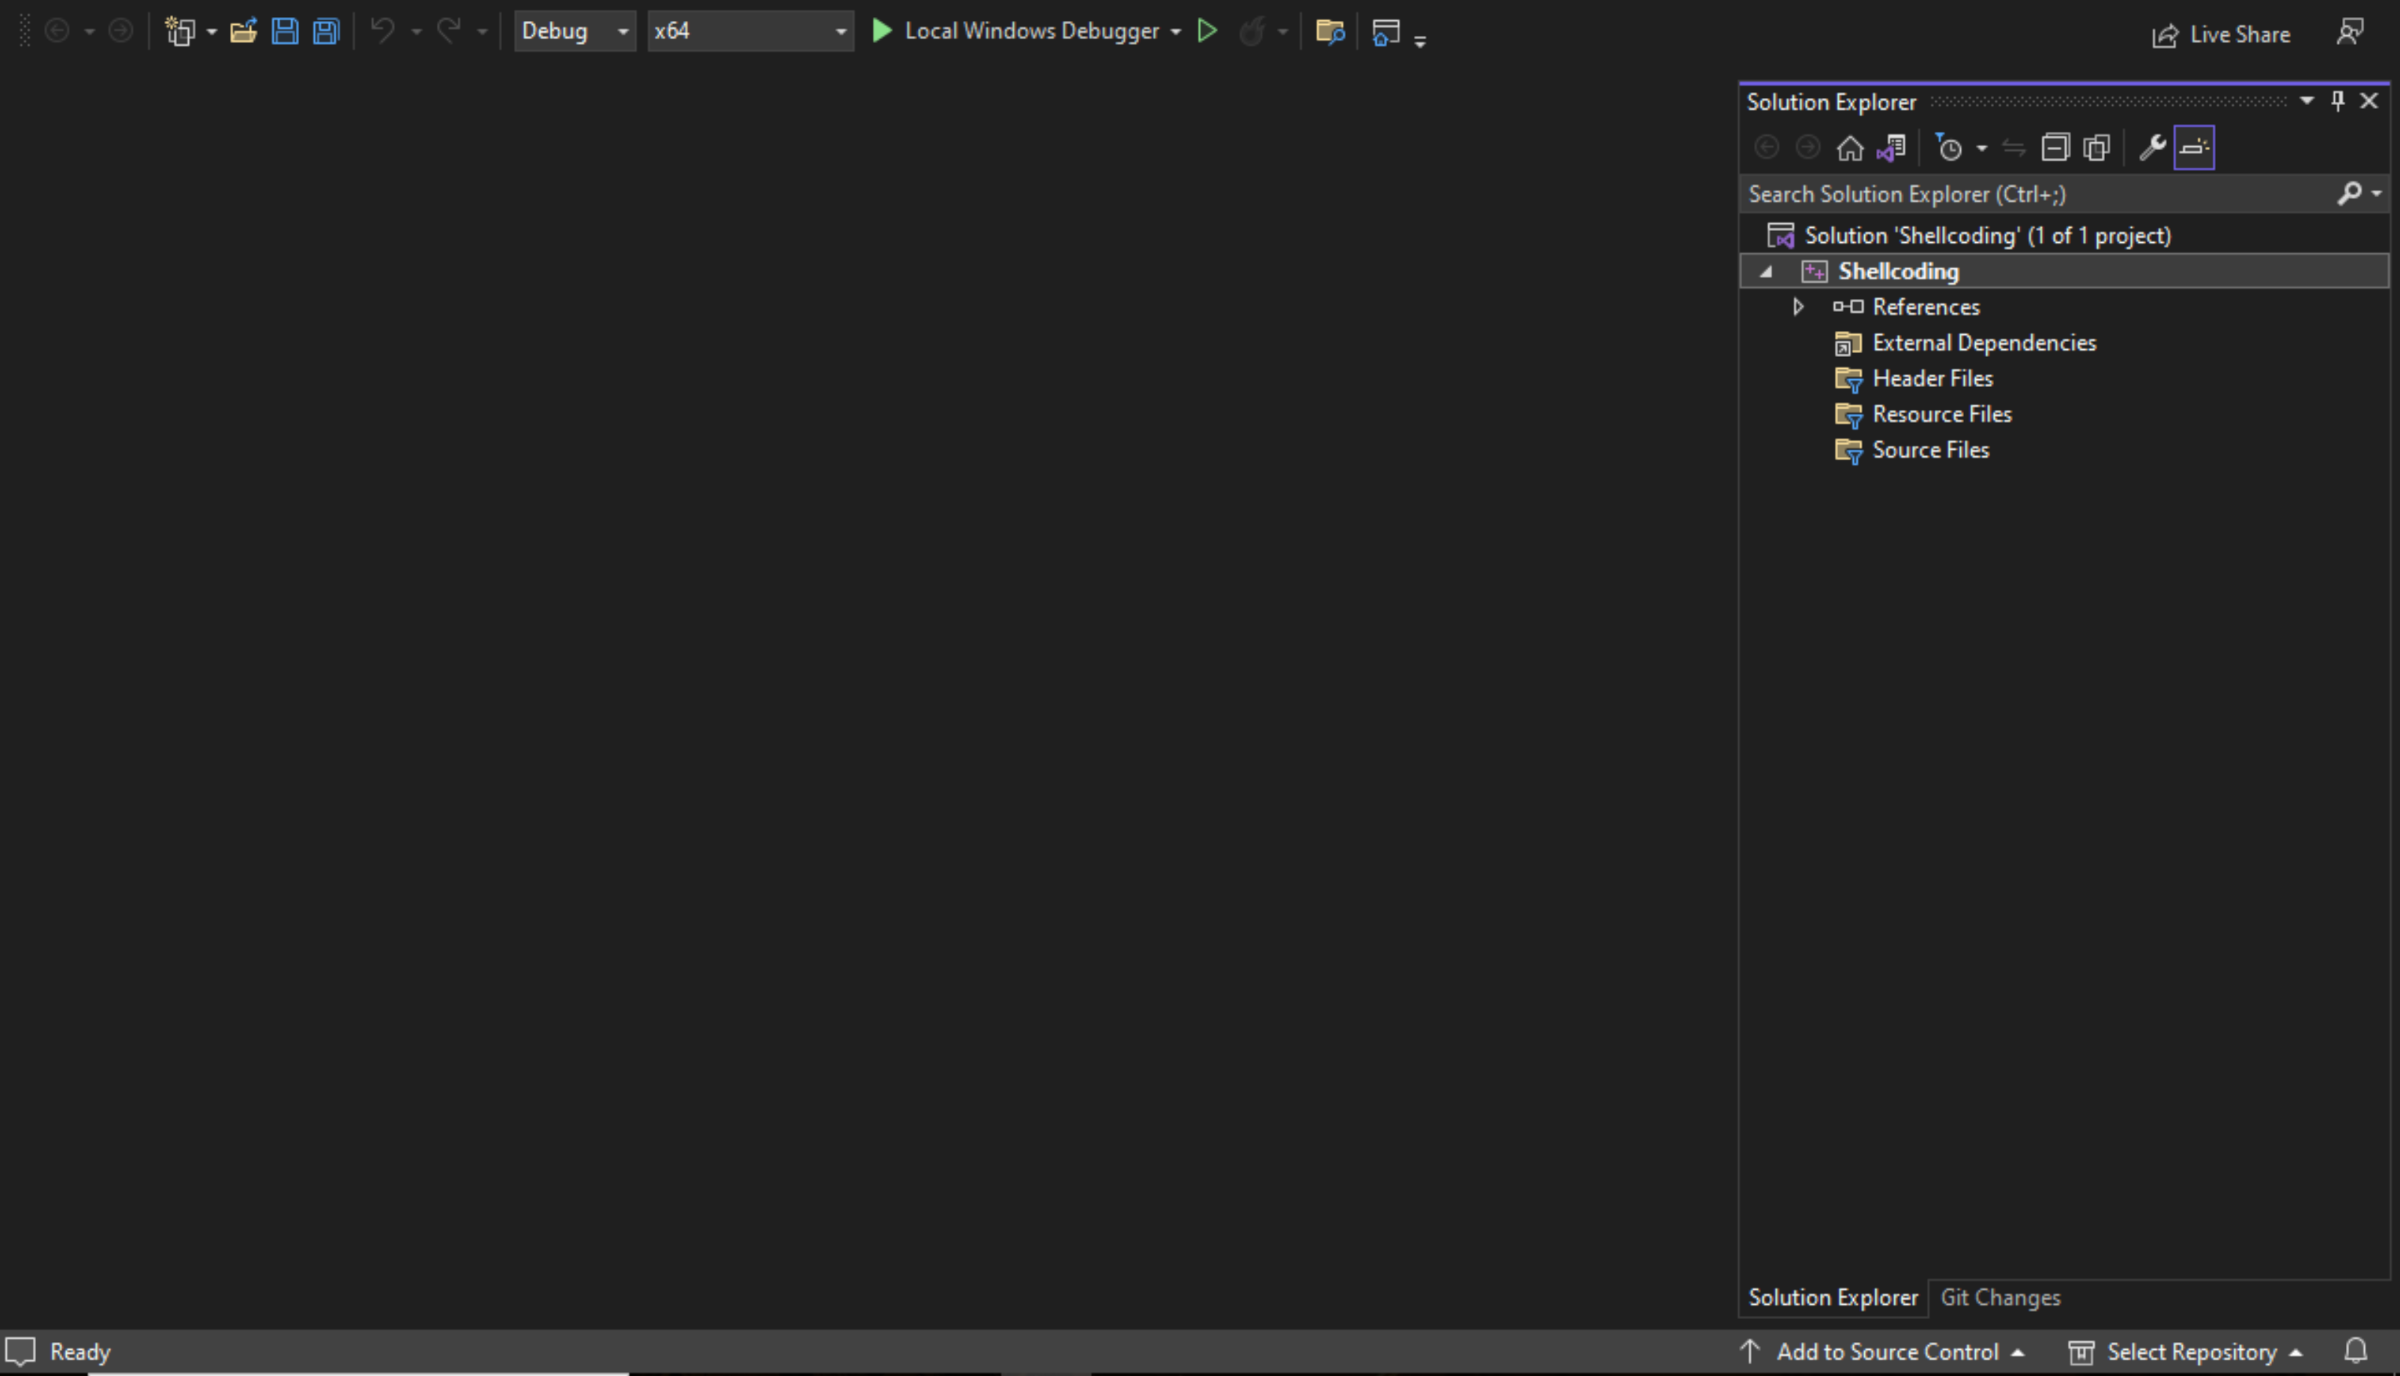 Debug x64 Local Windows Debugger Live Share
Solution Explorer
Search Solution Explorer (Ctrl+;)
Solution 'Shellcoding' (1 of 1 project)
Shellcoding
References
External Dependencies
Header Files
Resource Files
Source Files
Solution Explorer Git Changes
Ready Add to Source Control Select Repository